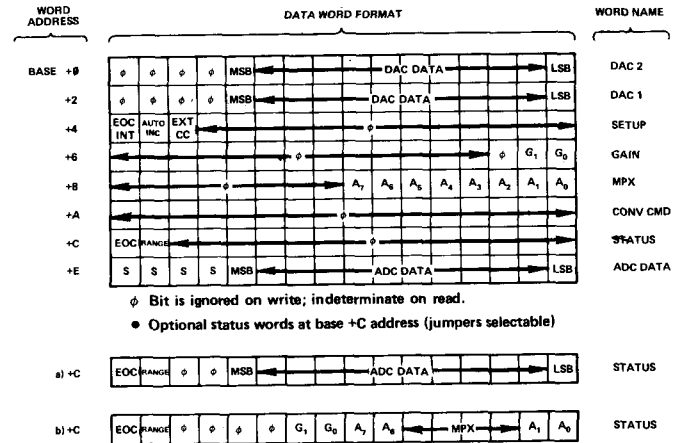 WORD ADDRESS DATA WORD FORMAT WORD NAME
BASE +0 φ φ φ φ MSB DAC DATA LSB DAC 2
+2 φ φ φ φ MSB DAC DATA LSB DAC 1
+4 EOC INT AUTO INC EXT CC φ SETUP
+6 φ φ G1 G0 GAIN
+8 φ A7 A6 A5 A4 A3 A2 A1 A0 MPX
+A φ CONV CMD
+C EOC RANGE φ STATUS
+E S S S S MSB ADC DATA LSB ADC DATA
φ Bit is ignored on write; indeterminate on read.
● Optional status words at base +C address (jumpers selectable)
a) +C EOC RANGE φ φ MSB ADC DATA LSB STATUS
b) +C EOC RANGE φ φ φ φ G1 G0 A7 A6 MPX A1 A0 STATUS